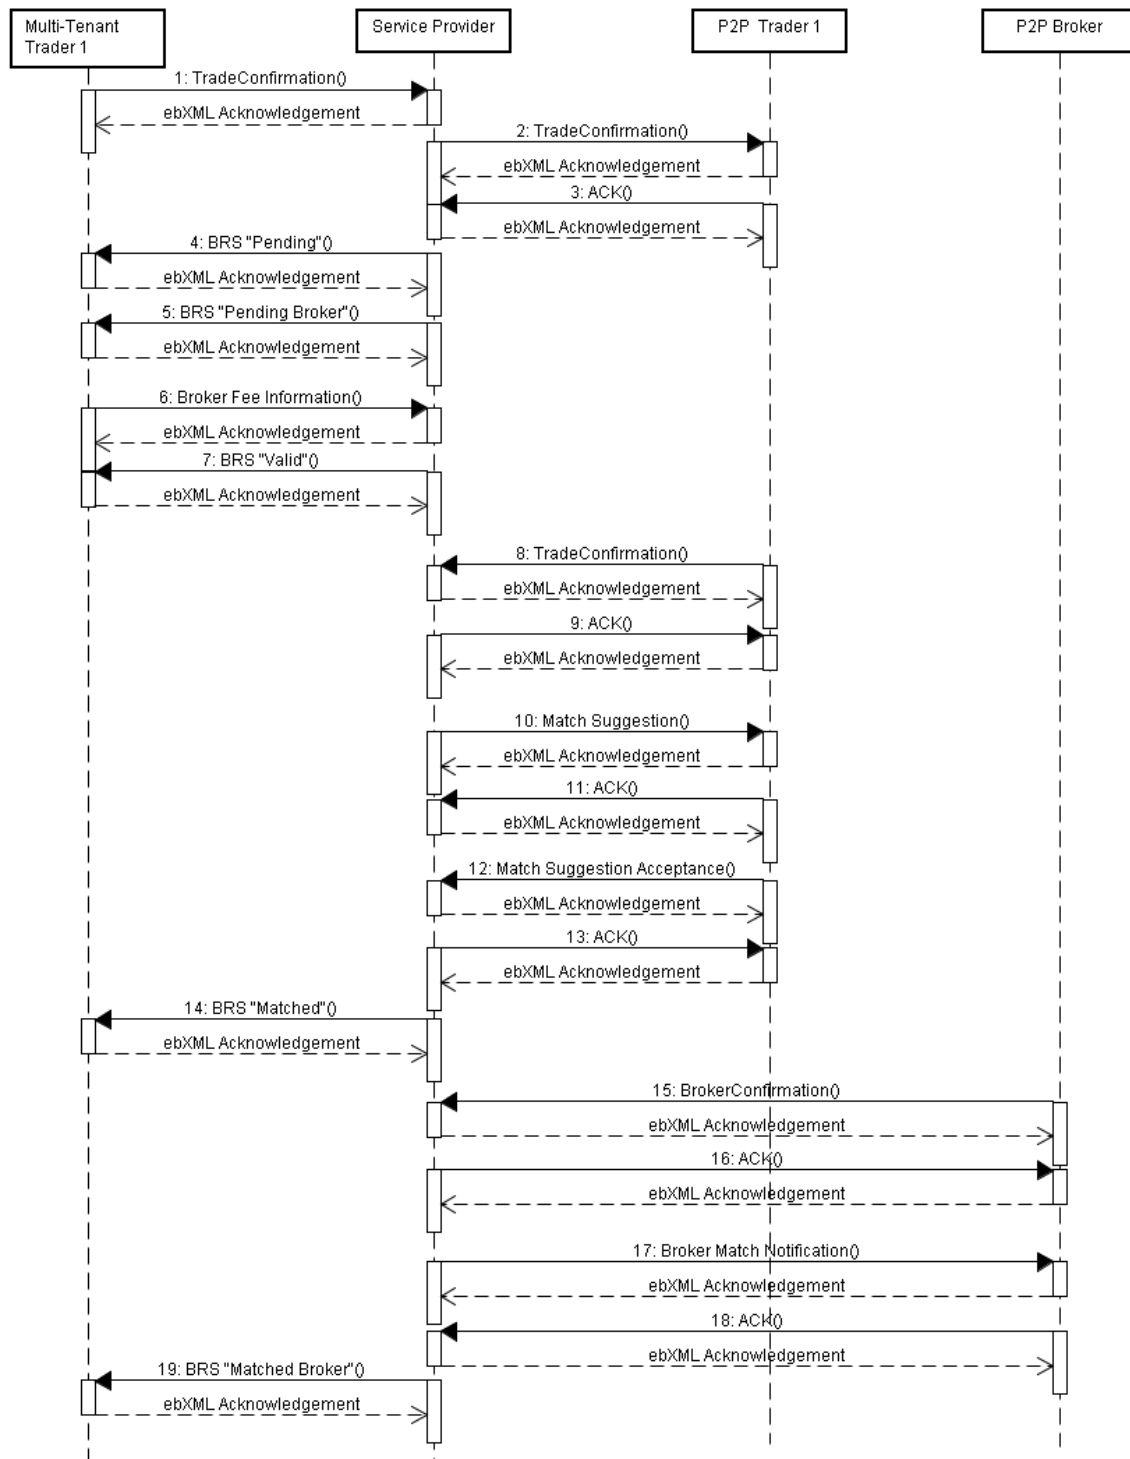 Multi-Tenant
Trader 1
Service Provider
P2P Trader 1
P2P Broker
1: TradeConfirmation()
ebXML Acknowledgement
2: TradeConfirmation()
ebXML Acknowledgement
3: ACK()
ebXML Acknowledgement
4: BRS "Pending"()
ebXML Acknowledgement
5: BRS "Pending Broker"()
ebXML Acknowledgement
6: Broker Fee Information()
ebXML Acknowledgement
7: BRS "Valid"()
ebXML Acknowledgement
8: TradeConfirmation()
ebXML Acknowledgement
9: ACK()
ebXML Acknowledgement
10: Match Suggestion()
ebXML Acknowledgement
11: ACK()
ebXML Acknowledgement
12: Match Suggestion Acceptance()
ebXML Acknowledgement
13: ACK()
ebXML Acknowledgement
14: BRS "Matched"()
ebXML Acknowledgement
15: BrokerConfirmation()
ebXML Acknowledgement
16: ACK()
ebXML Acknowledgement
17: Broker Match Notification()
ebXML Acknowledgement
18: ACK()
ebXML Acknowledgement
19: BRS "Matched Broker"()
ebXML Acknowledgement